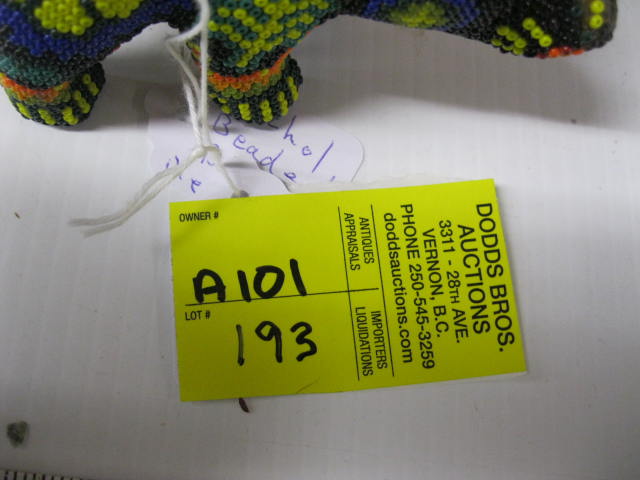 Beade
OWNER #
A101
LOT #
193
ANTIQUES
APPRAISALS
IMPORTERS
LIQUIDATIONS
DODDS BROS.
AUCTIONS
3311 - 28TH AVE.
VERNON, B.C.
PHONE 250-545-3259
doddsauctions.com